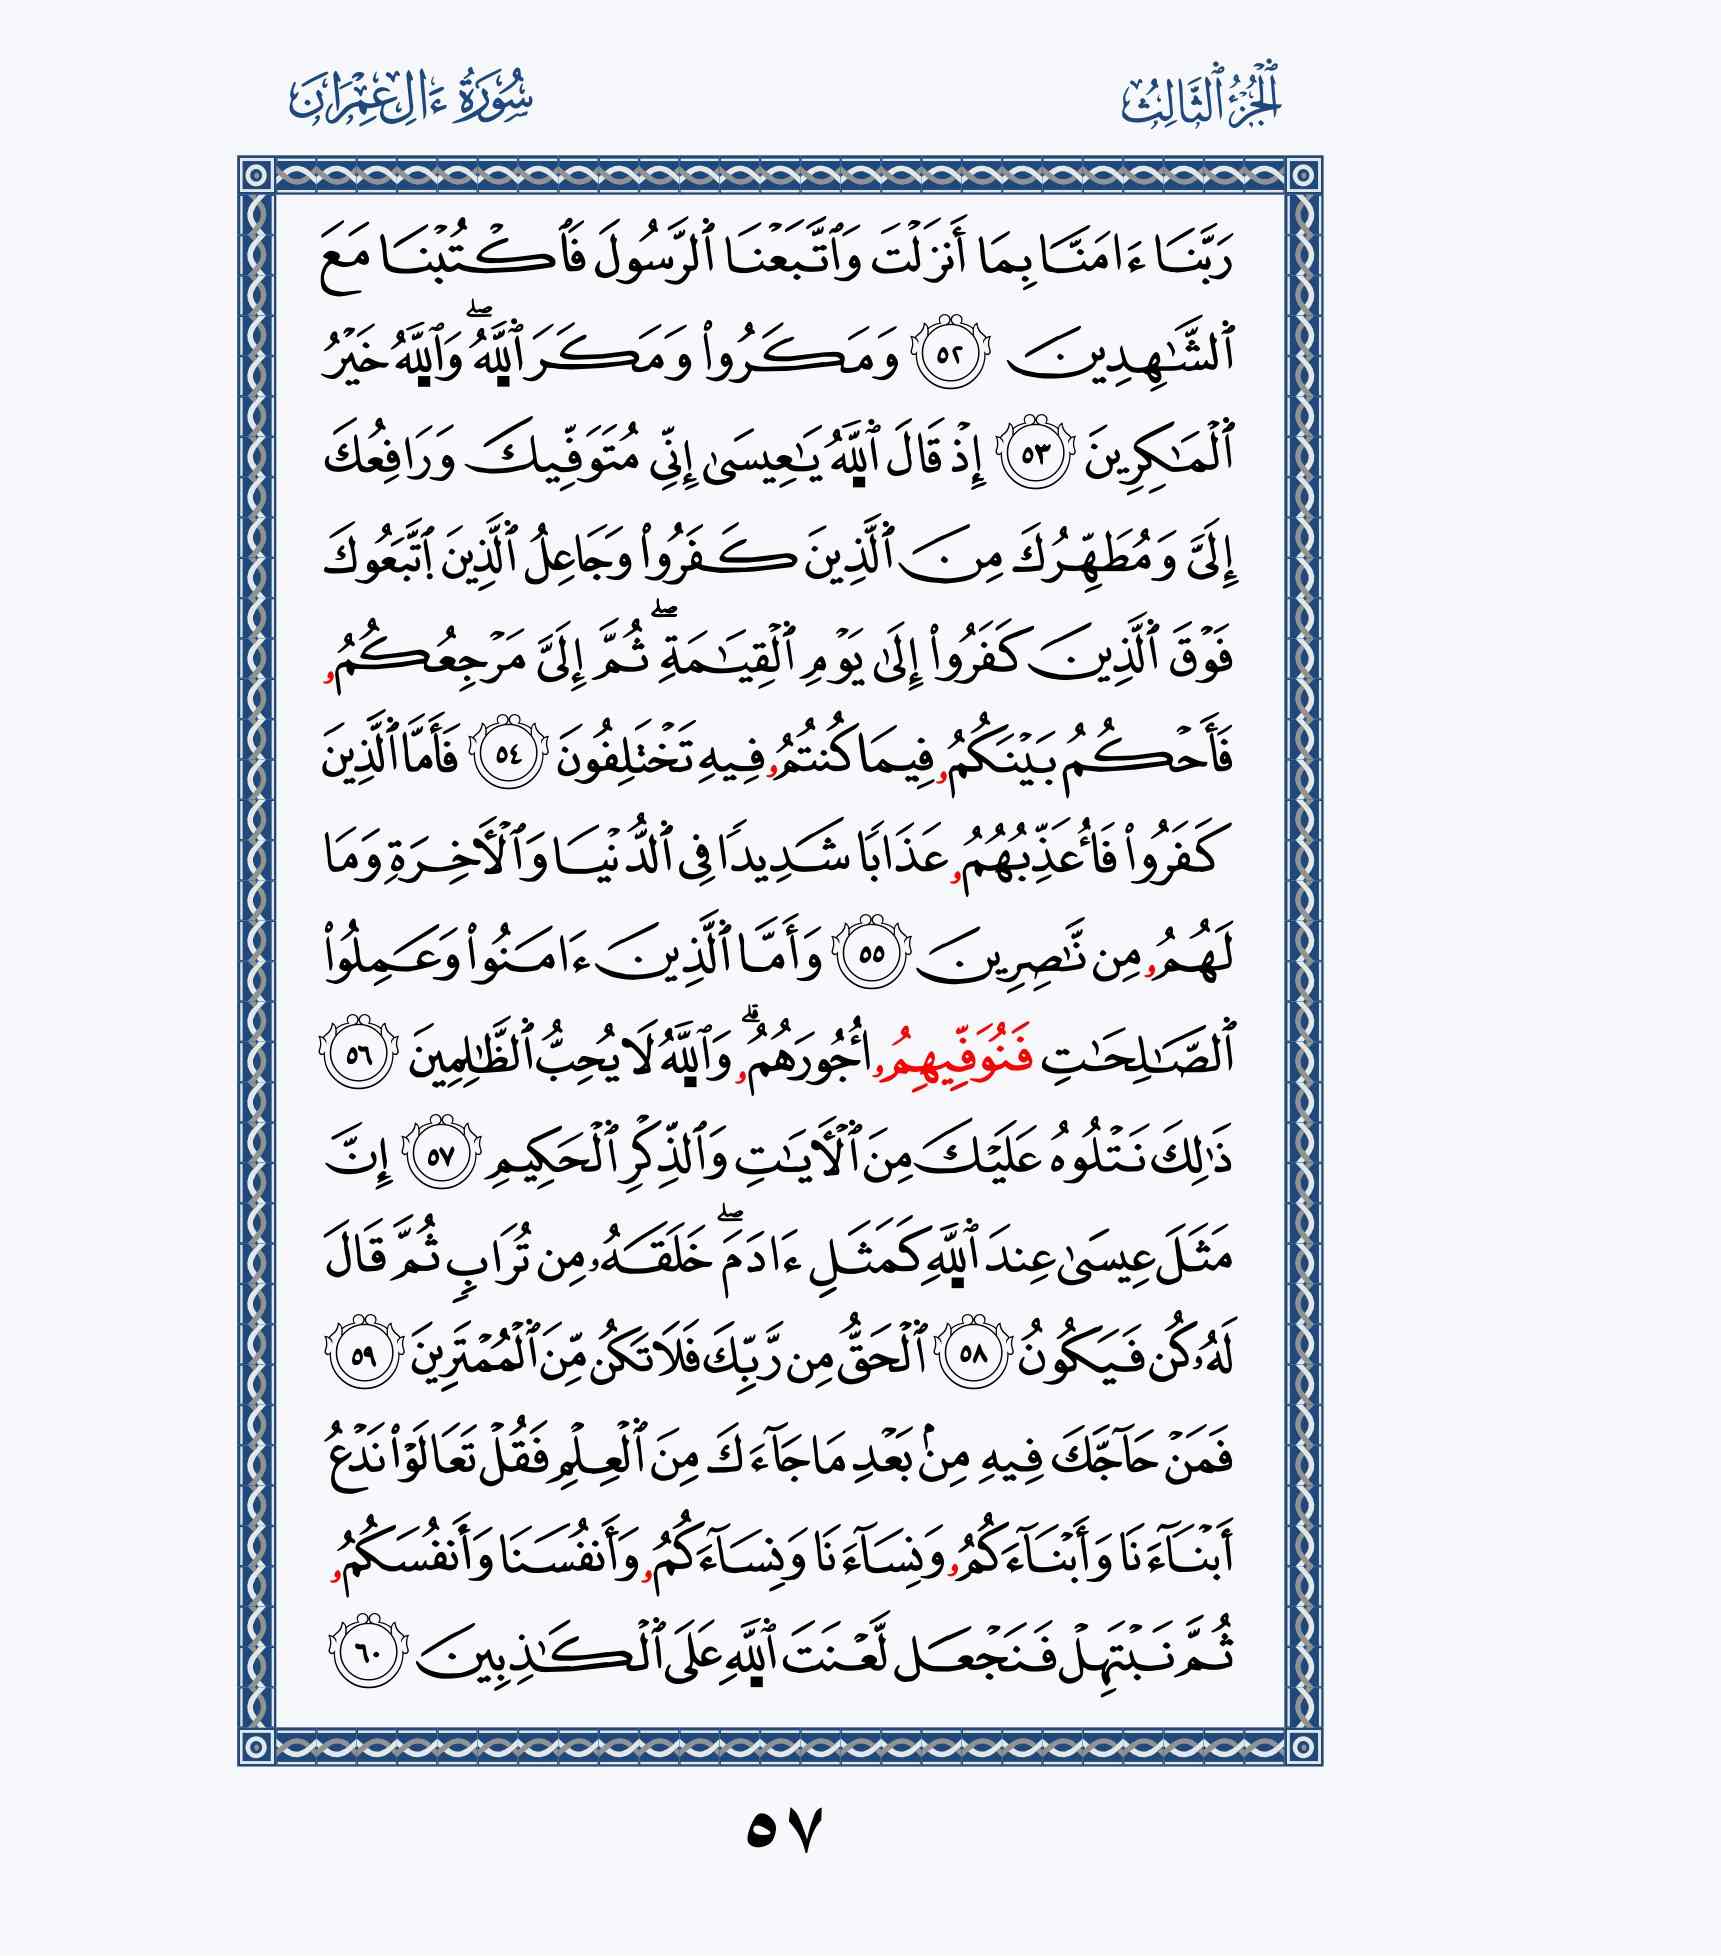 ٱلْجُزْءُ ٱلثَّالِثُ
سُورَةُ ءَالِ عِمْرَانَ
رَبَّنَا ءَامَنَّا بِمَا أَنزَلْتَ وَٱتَّبَعْنَا ٱلرَّسُولَ فَٱكْتُبْنَا مَعَ
ٱلشَّٰهِدِينَ ٥٢ وَمَكَرُواْ وَمَكَرَ ٱللَّهُۖ وَٱللَّهُ خَيْرُ
ٱلْمَٰكِرِينَ ٥٣ إِذْ قَالَ ٱللَّهُ يَٰعِيسَىٰ إِنِّي مُتَوَفِّيكَ وَرَافِعُكَ
إِلَىَّ وَمُطَهِّرُكَ مِنَ ٱلَّذِينَ كَفَرُواْ وَجَاعِلُ ٱلَّذِينَ ٱتَّبَعُوكَ
فَوْقَ ٱلَّذِينَ كَفَرُواْ إِلَىٰ يَوْمِ ٱلْقِيَٰمَةِۖ ثُمَّ إِلَىَّ مَرْجِعُكُمُۥ
فَأَحْكُمُ بَيْنَكُمُۥ فِيمَا كُنتُمُۥ فِيهِ تَخْتَلِفُونَ ٥٤ فَأَمَّا ٱلَّذِينَ
كَفَرُواْ فَأُعَذِّبُهُمُۥ عَذَابًا شَدِيدًا فِي ٱلدُّنْيَا وَٱلْأَخِرَةِ وَمَا
لَهُمُۥ مِن نَّٰصِرِينَ ٥٥ وَأَمَّا ٱلَّذِينَ ءَامَنُواْ وَعَمِلُواْ
ٱلصَّٰلِحَٰتِ فَنُوَفِّيهِمُۥ أُجُورَهُمُۥۗ وَٱللَّهُ لَا يُحِبُّ ٱلظَّٰلِمِينَ ٥٦
ذَٰلِكَ نَتْلُوهُ عَلَيْكَ مِنَ ٱلْأَيَٰتِ وَٱلذِّكْرِ ٱلْحَكِيمِ ٥٧ إِنَّ
مَثَلَ عِيسَىٰ عِندَ ٱللَّهِ كَمَثَلِ ءَادَمَۖ خَلَقَهُۥ مِن تُرَابٍ ثُمَّ قَالَ
لَهُۥ كُن فَيَكُونُ ٥٨ ٱلْحَقُّ مِن رَّبِّكَ فَلَا تَكُن مِّنَ ٱلْمُمْتَرِينَ ٥٩
فَمَنْ حَآجَّكَ فِيهِ مِنۢ بَعْدِ مَا جَآءَكَ مِنَ ٱلْعِلْمِ فَقُلْ تَعَالَوْاْ نَدْعُ
أَبْنَآءَنَا وَأَبْنَآءَكُمُۥ وَنِسَآءَنَا وَنِسَآءَكُمُۥ وَأَنفُسَنَا وَأَنفُسَكُمُۥ
ثُمَّ نَبْتَهِلْ فَنَجْعَل لَّعْنَتَ ٱللَّهِ عَلَى ٱلْكَٰذِبِينَ ٦٠
٥٧